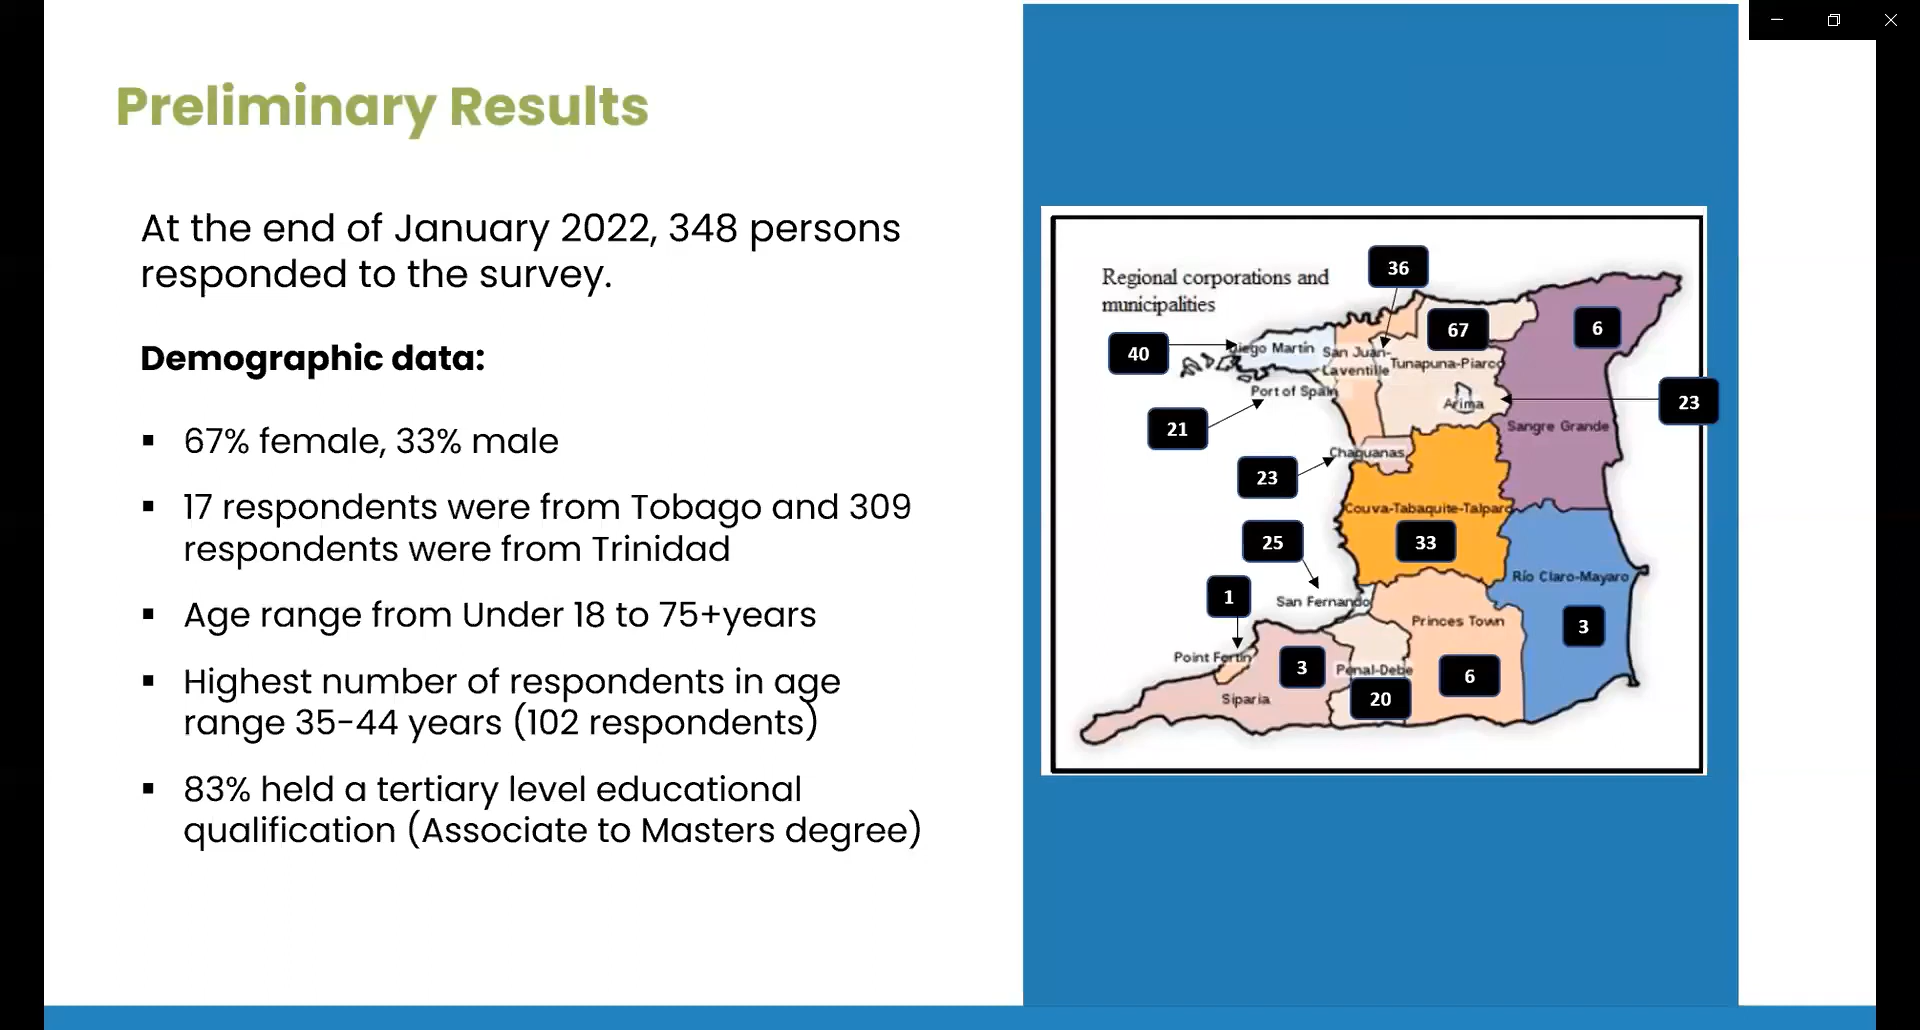 Preliminary Results
At the end of January 2022, 348 persons
responded to the survey.
Demographic data:
▪ 67% female, 33% male
▪ 17 respondents were from Tobago and 309
respondents were from Trinidad
▪ Age range from Under 18 to 75+years
▪ Highest number of respondents in age
range 35-44 years (102 respondents)
▪ 83% held a tertiary level educational
qualification (Associate to Masters degree)
Regional corporations and
municipalities
36
67
6
40
Diego Martin
San Juan-
Laventille
Tunapuna-Piarco
Port of Spain
Arima
23
21
Sangre Grande
Chaguanas
23
Couva-Tabaquite-Talparo
33
25
Río Claro-Mayaro
1
San Fernando
Princes Town
3
Point Fortin
3
Penal-Debe
6
Siparia
20